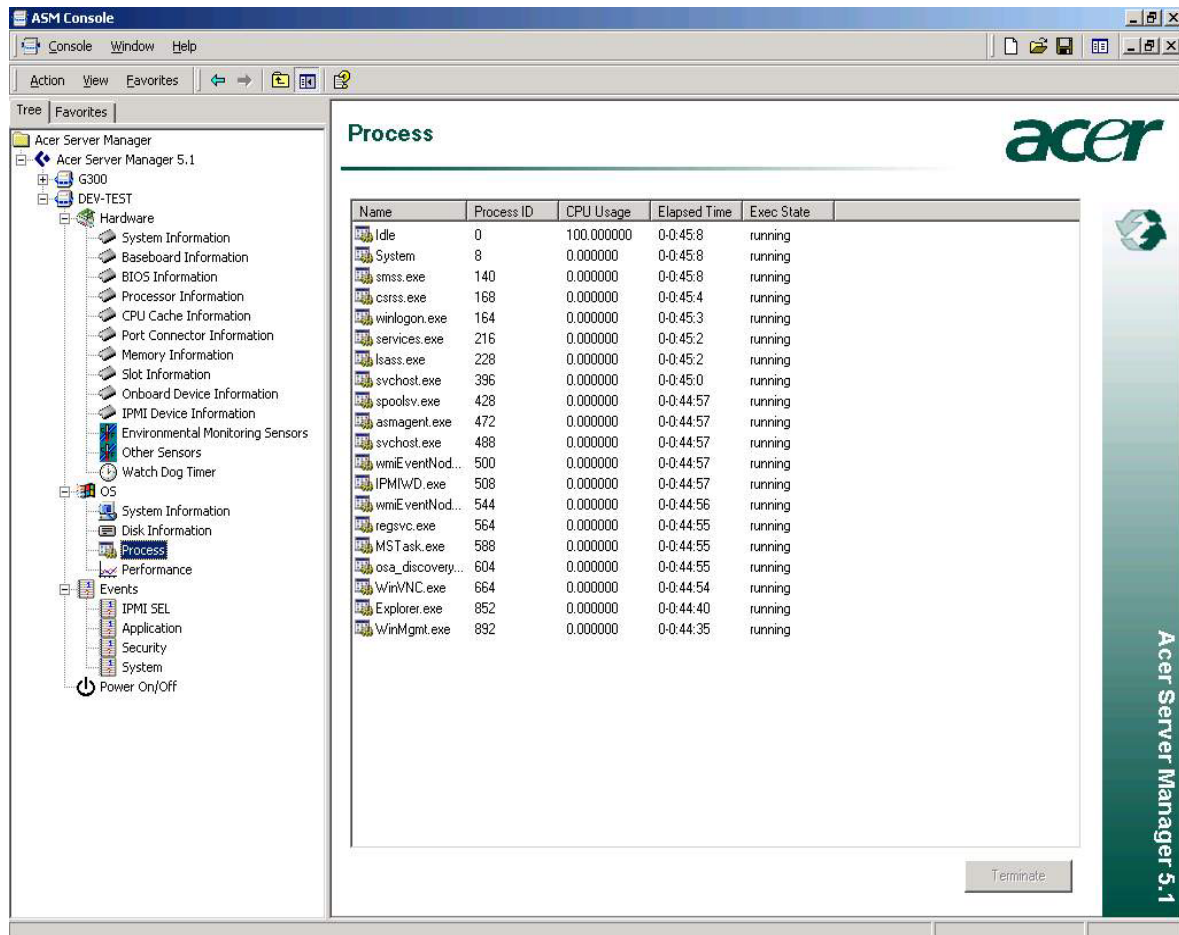 ASM Console
Console Window Help
Action View Favorites
Tree Favorites
Acer Server Manager
Acer Server Manager 5.1
G300
DEV-TEST
Hardware
System Information
Baseboard Information
BIOS Information
Processor Information
CPU Cache Information
Port Connector Information
Memory Information
Slot Information
Onboard Device Information
IPMI Device Information
Environmental Monitoring Sensors
Other Sensors
Watch Dog Timer
OS
System Information
Disk Information
Process
Performance
Events
IPMI SEL
Application
Security
System
Power On/Off
Process
acer
Name Process ID CPU Usage Elapsed Time Exec State
Idle 0 100.000000 0-0:45:8 running
System 8 0.000000 0-0:45:8 running
smss.exe 140 0.000000 0-0:45:8 running
csrss.exe 168 0.000000 0-0:45:4 running
winlogon.exe 164 0.000000 0-0:45:3 running
services.exe 216 0.000000 0-0:45:2 running
lsass.exe 228 0.000000 0-0:45:2 running
svchost.exe 396 0.000000 0-0:45:0 running
spoolsv.exe 428 0.000000 0-0:44:57 running
asmagent.exe 472 0.000000 0-0:44:57 running
svchost.exe 488 0.000000 0-0:44:57 running
wmiEventNod... 500 0.000000 0-0:44:57 running
IPMIWD.exe 508 0.000000 0-0:44:57 running
wmiEventNod... 544 0.000000 0-0:44:56 running
regsvc.exe 564 0.000000 0-0:44:55 running
MSTask.exe 588 0.000000 0-0:44:55 running
osa_discovery... 604 0.000000 0-0:44:55 running
WinVNC.exe 664 0.000000 0-0:44:54 running
Explorer.exe 852 0.000000 0-0:44:40 running
WinMgmt.exe 892 0.000000 0-0:44:35 running
Terminate
Acer Server Manager 5.1